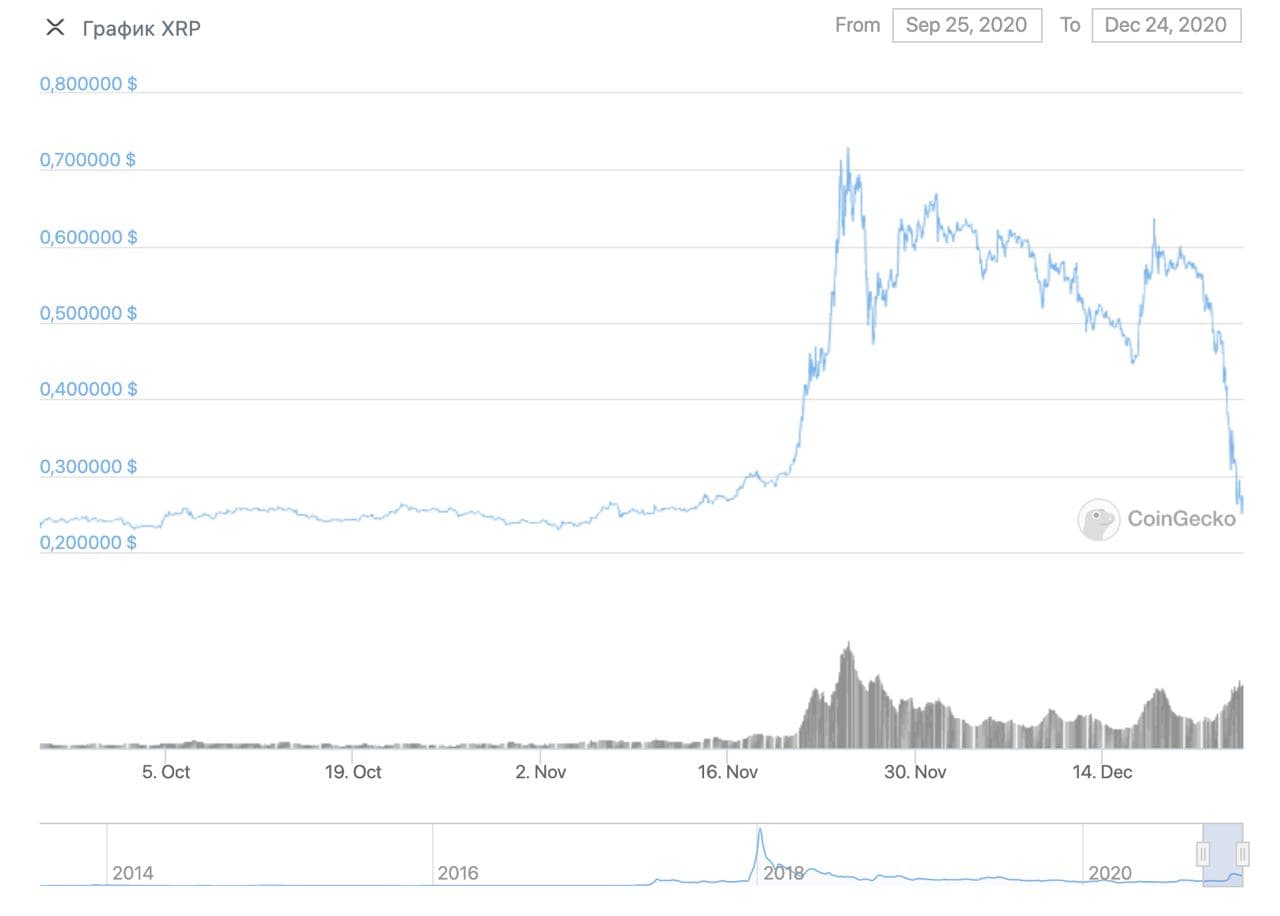 График XRP
From Sep 25, 2020 To Dec 24, 2020
0,800000 $
0,700000 $
0,600000 $
0,500000 $
0,400000 $
0,300000 $
CoinGecko
0,200000 $
5. Oct 19. Oct 2. Nov 16. Nov 30. Nov 14. Dec
2014 2016 2018 2020